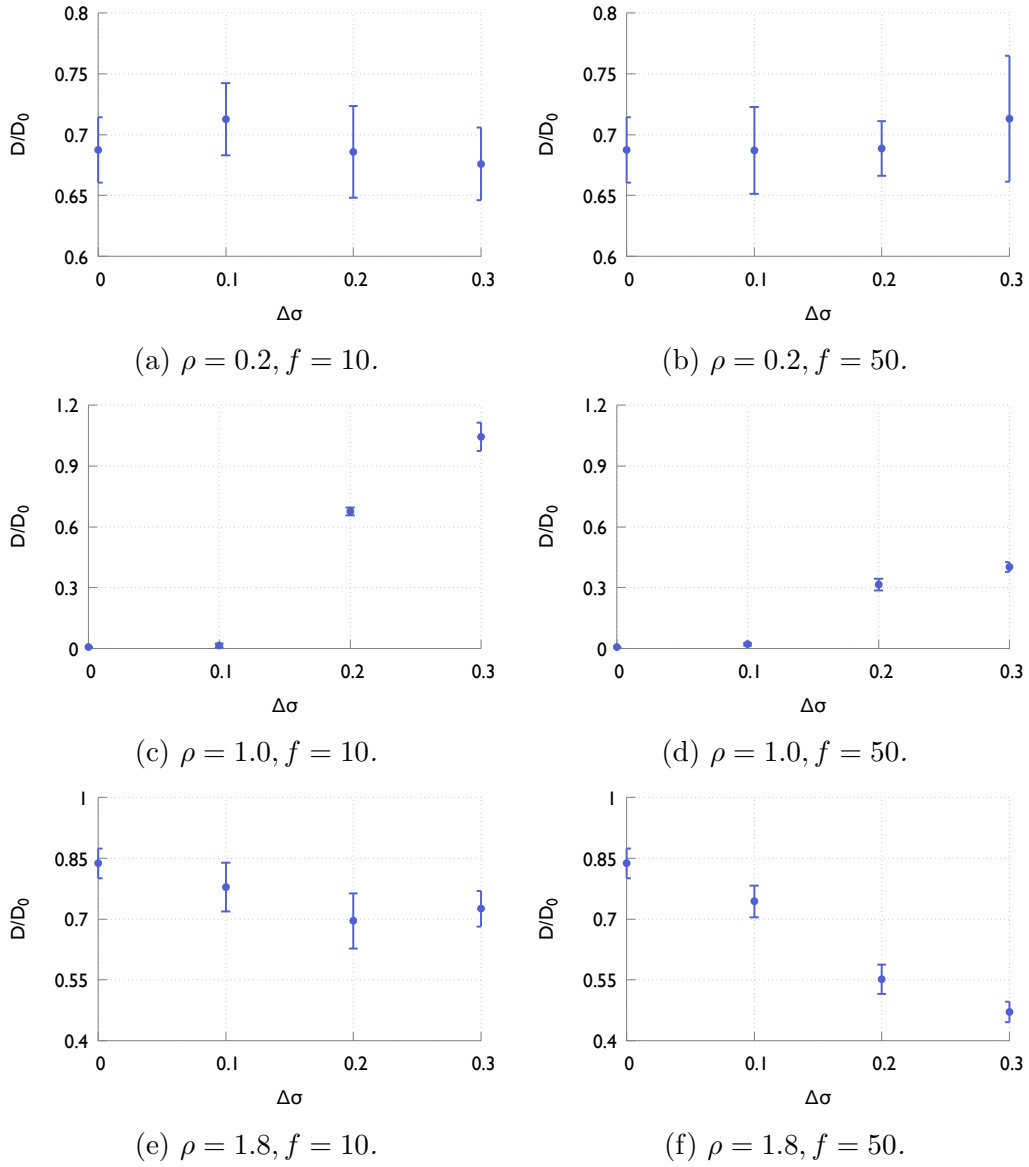 0.8
0.75
0.7
0.65
0.6
D/D₀
0 0.1 0.2 0.3
Δσ
(a) ρ = 0.2, f = 10.
0.8
0.75
0.7
0.65
0.6
D/D₀
0 0.1 0.2 0.3
Δσ
(b) ρ = 0.2, f = 50.
1.2
0.9
0.6
0.3
0
D/D₀
0 0.1 0.2 0.3
Δσ
(c) ρ = 1.0, f = 10.
1.2
0.9
0.6
0.3
0
D/D₀
0 0.1 0.2 0.3
Δσ
(d) ρ = 1.0, f = 50.
1
0.85
0.7
0.55
0.4
D/D₀
0 0.1 0.2 0.3
Δσ
(e) ρ = 1.8, f = 10.
1
0.85
0.7
0.55
0.4
D/D₀
0 0.1 0.2 0.3
Δσ
(f) ρ = 1.8, f = 50.